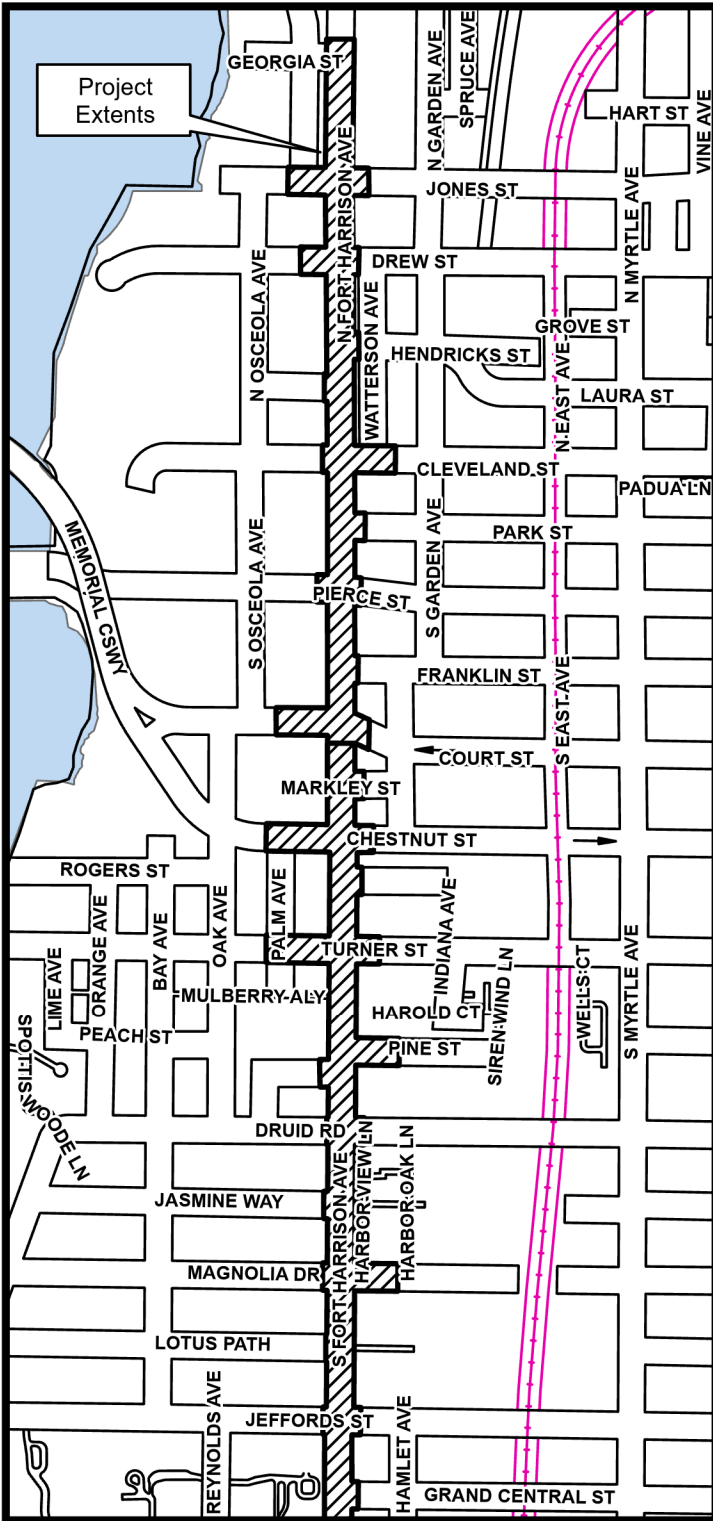 GEORGIA ST
Project
Extents
N GARDEN AVE
SPRUCE AVE
HART ST
VINE AVE
N FORT HARRISON AVE
JONES ST
N MYRTLE AVE
DREW ST
N OSCEOLA AVE
WATTERSON AVE
GROVE ST
HENDRICKS ST
N EAST AVE
LAURA ST
CLEVELAND ST
PADUA LN
MEMORIAL CSWY
S OSCEOLA AVE
S GARDEN AVE
PARK ST
PIERCE ST
FRANKLIN ST
S EAST AVE
COURT ST
MARKLEY ST
CHESTNUT ST
ROGERS ST
PALM AVE
ORANGE AVE
BAY AVE
OAK AVE
INDIANA AVE
TURNER ST
LIME AVE
MULBERRY ALY
SIREN WIND LN
WELLS CT
S MYRTLE AVE
HAROLD CT
PEACH ST
PINE ST
SPOTTIS WOODE LN
DRUID RD
HARBOR VIEW LN
HARBOR OAK LN
JASMINE WAY
S FORT HARRISON AVE
MAGNOLIA DR
LOTUS PATH
REYNOLDS AVE
JEFFORDS ST
HAMLET AVE
GRAND CENTRAL ST